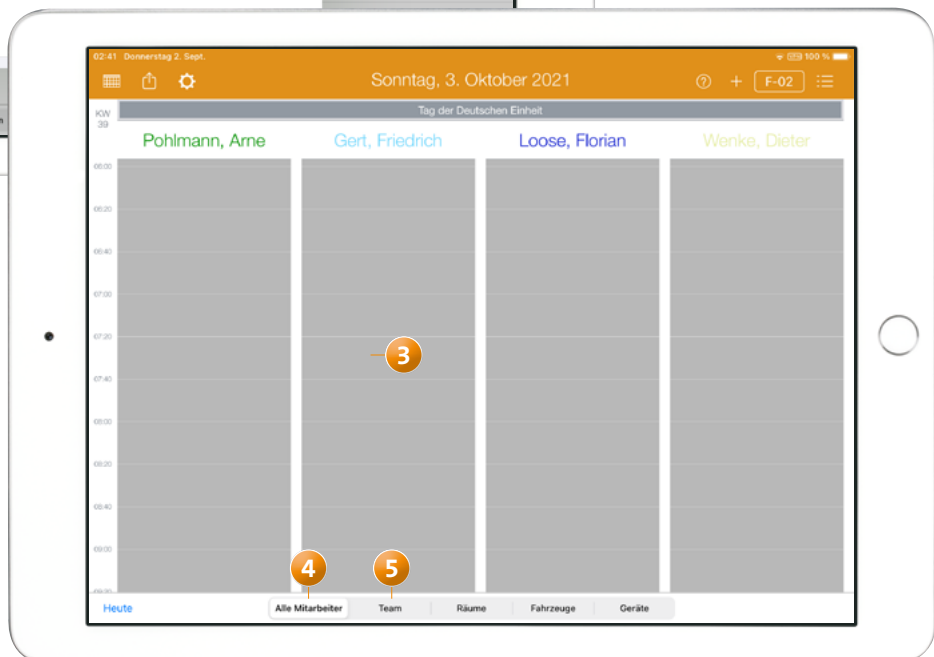 02:41 Donnerstag 2. Sept.
100 %
Sonntag, 3. Oktober 2021
F-02
KW
39
Tag der Deutschen Einheit
Pohlmann, Arne
Gert, Friedrich
Loose, Florian
Wenke, Dieter
06:00
06:20
06:40
07:00
07:20
3
07:40
08:00
08:20
08:40
09:00
4
5
09:20
Heute
Alle Mitarbeiter
Team
Räume
Fahrzeuge
Geräte